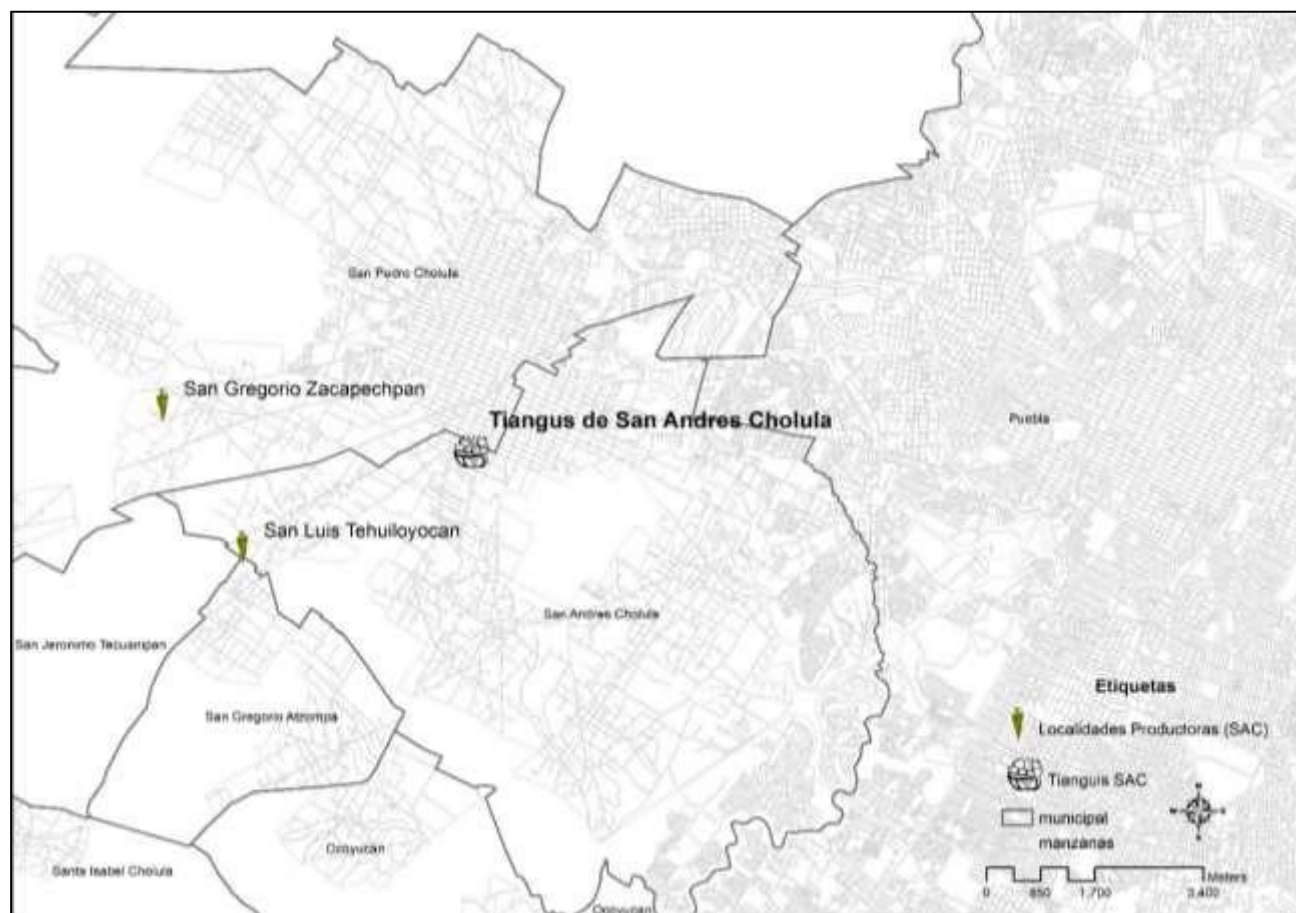 San Pedro Cholula
San Gregorio Zacapechpan
Tiangus de San Andres Cholula
Puebla
San Luis Tehuiloyocan
San Andres Cholula
San Jeronimo Tecuampan
San Gregorio Atzompa
Etiquetas
Localidades Productoras (SAC)
Tianguis SAC
municipal
manzanas
Ocoyucan
Santa Isabel Cholula
Meters
0 850 1,700 3,400
Ocoyucan